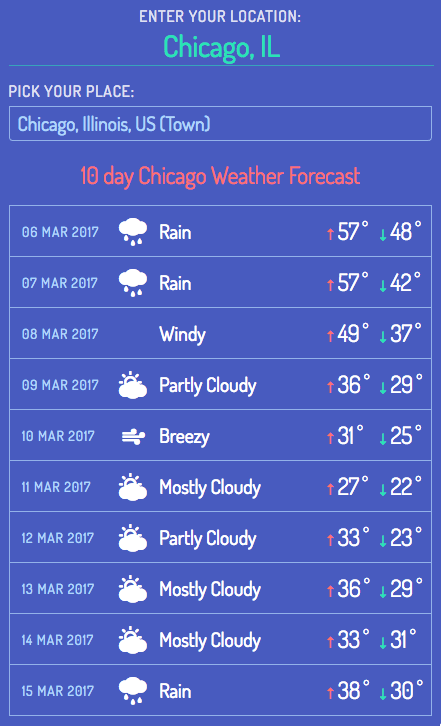 ENTER YOUR LOCATION:
Chicago, IL
PICK YOUR PLACE:
Chicago, Illinois, US (Town)
10 day Chicago Weather Forecast
06 MAR 2017 Rain ↑57° ↓48°
07 MAR 2017 Rain ↑57° ↓42°
08 MAR 2017 Windy ↑49° ↓37°
09 MAR 2017 Partly Cloudy ↑36° ↓29°
10 MAR 2017 Breezy ↑31° ↓25°
11 MAR 2017 Mostly Cloudy ↑27° ↓22°
12 MAR 2017 Partly Cloudy ↑33° ↓23°
13 MAR 2017 Mostly Cloudy ↑36° ↓29°
14 MAR 2017 Mostly Cloudy ↑33° ↓31°
15 MAR 2017 Rain ↑38° ↓30°